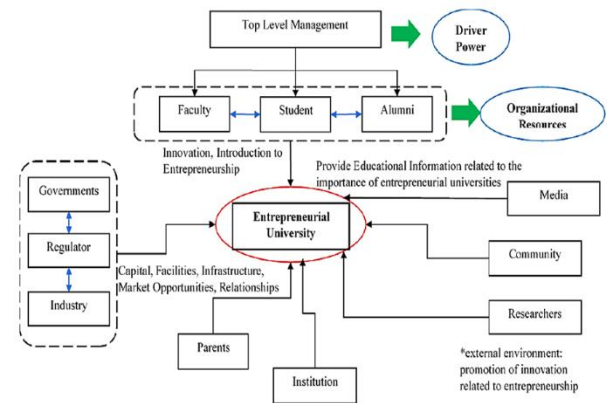 Top Level Management
Driver
Power
Faculty
Student
Alumni
Organizational
Resources
Innovation, Introduction to
Entrepreneurship
Provide Educational Information related to the
importance of entrepreneurial universities
Governments
Regulator
Industry
Entrepreneurial
University
Media
Community
Researchers
Capital, Facilities, Infrastructure,
Market Opportunities, Relationships
Parents
Institution
*external environment:
promotion of innovation
related to entrepreneurship